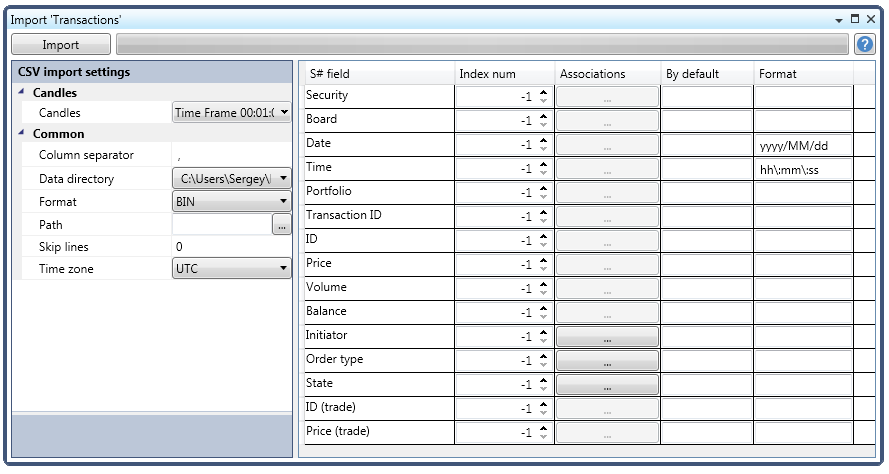 Import 'Transactions'
Import
?
CSV import settings
Candles
Candles Time Frame 00:01:0
Common
Column separator ,
Data directory C:\Users\Sergey\
Format BIN
Path ...
Skip lines 0
Time zone UTC
S# field Index num Associations By default Format
Security -1 ...
Board -1 ...
Date -1 ... yyyy/MM/dd
Time -1 ... hh\:mm\:ss
Portfolio -1 ...
Transaction ID -1 ...
ID -1 ...
Price -1 ...
Volume -1 ...
Balance -1 ...
Initiator -1 ...
Order type -1 ...
State -1 ...
ID (trade) -1 ...
Price (trade) -1 ...